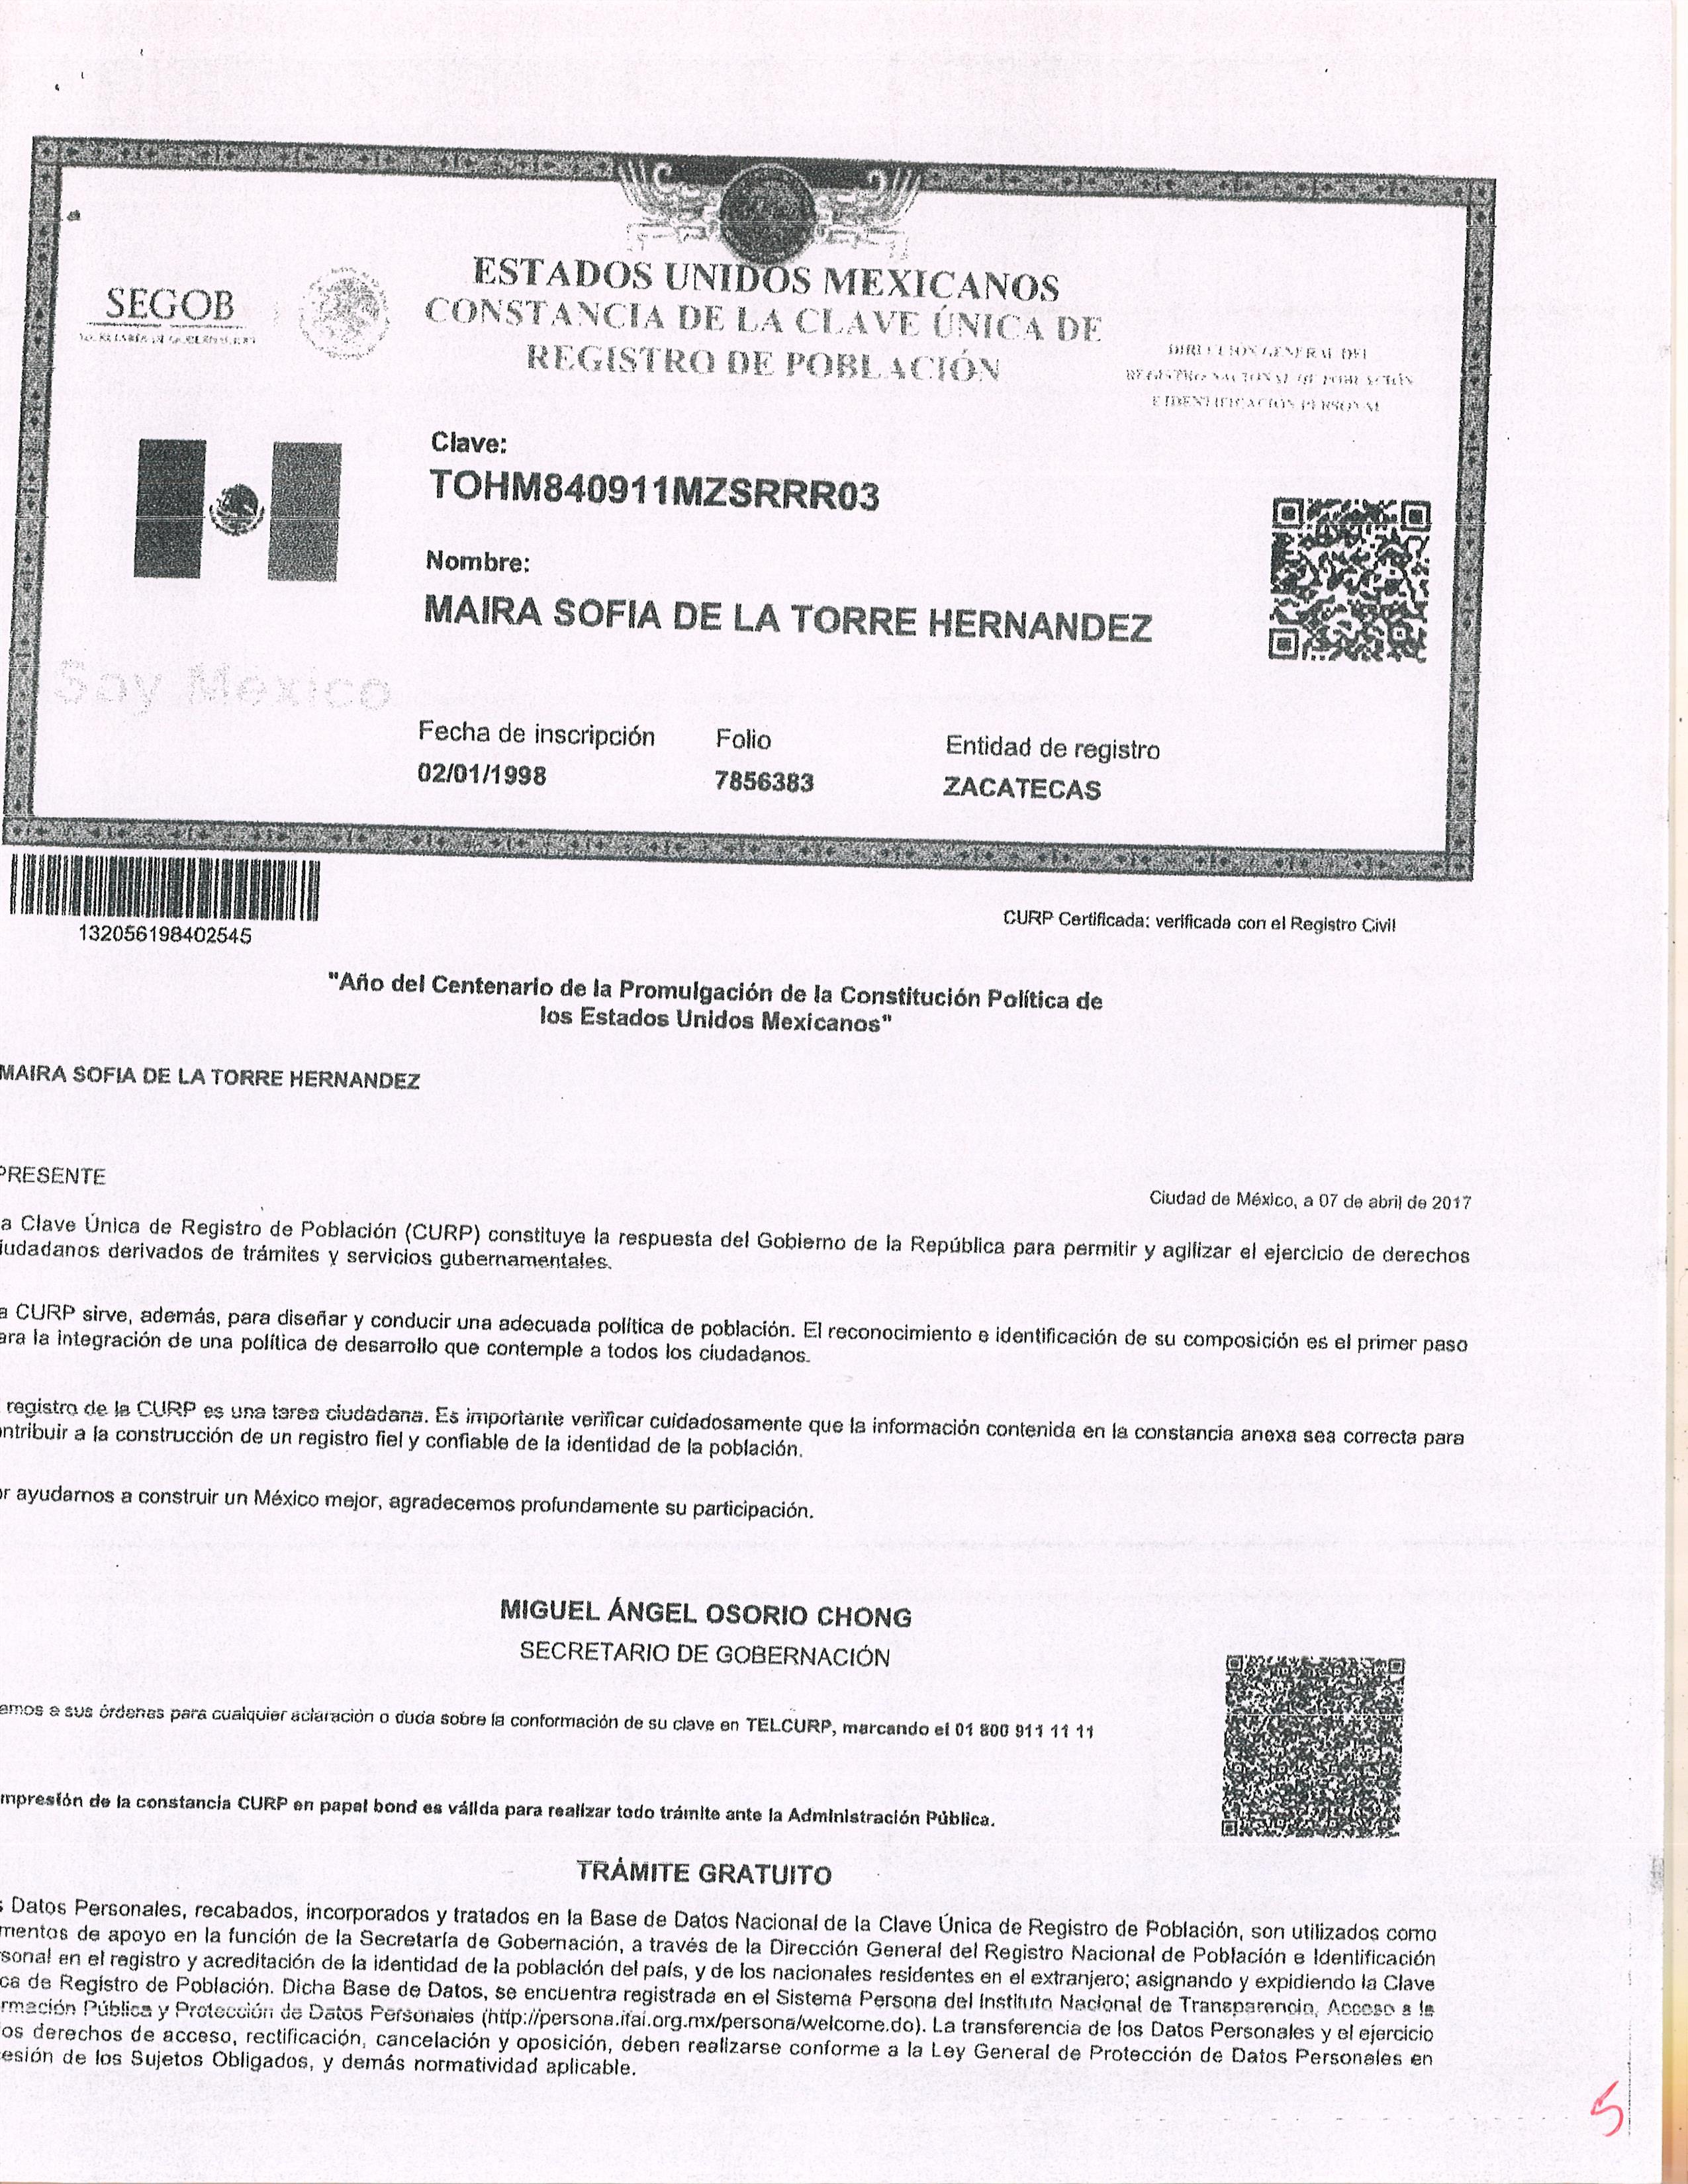 ESTADOS UNIDOS MEXICANOS
CONSTANCIA DE LA CLAVE ÚNICA DE
REGISTRO DE POBLACIÓN
SEGOB
SECRETARÍA DE GOBERNACIÓN
DIRECCIÓN GENERAL DEL
REGISTRO NACIONAL DE POBLACIÓN
E IDENTIFICACIÓN PERSONAL
Clave:
TOHM840911MZSRRR03
Nombre:
MAIRA SOFIA DE LA TORRE HERNANDEZ
Soy México
Fecha de inscripción Folio Entidad de registro
02/01/1998 7856383 ZACATECAS
132056198402545
CURP Certificada: verificada con el Registro Civil
"Año del Centenario de la Promulgación de la Constitución Política de
los Estados Unidos Mexicanos"
MAIRA SOFIA DE LA TORRE HERNANDEZ
PRESENTE
Ciudad de México, a 07 de abril de 2017
a Clave Única de Registro de Población (CURP) constituye la respuesta del Gobierno de la República para permitir y agilizar el ejercicio de derechos
iudadanos derivados de trámites y servicios gubernamentales.
a CURP sirve, además, para diseñar y conducir una adecuada política de población. El reconocimiento e identificación de su composición es el primer paso
ara la integración de una política de desarrollo que contemple a todos los ciudadanos.
registro de la CURP es una tarea ciudadana. Es importante verificar cuidadosamente que la información contenida en la constancia anexa sea correcta para
ontribuir a la construcción de un registro fiel y confiable de la identidad de la población.
or ayudarnos a construir un México mejor, agradecemos profundamente su participación.
MIGUEL ÁNGEL OSORIO CHONG
SECRETARIO DE GOBERNACIÓN
amos a sus órdenes para cualquier aclaración o duda sobre la conformación de su clave en TELCURP, marcando el 01 800 911 11 11
mpresión de la constancia CURP en papel bond es válida para realizar todo trámite ante la Administración Pública.
TRÁMITE GRATUITO
s Datos Personales, recabados, incorporados y tratados en la Base de Datos Nacional de la Clave Única de Registro de Población, son utilizados como
mentos de apoyo en la función de la Secretaría de Gobernación, a través de la Dirección General del Registro Nacional de Población e Identificación
rsonal en el registro y acreditación de la identidad de la población del país, y de los nacionales residentes en el extranjero; asignando y expidiendo la Clave
ca de Registro de Población. Dicha Base de Datos, se encuentra registrada en el Sistema Persona del Instituto Nacional de Transparencia, Acceso a la
rmación Pública y Protección de Datos Personales (http://persona.ifai.org.mx/persona/welcome.do). La transferencia de los Datos Personales y el ejercicio
os derechos de acceso, rectificación, cancelación y oposición, deben realizarse conforme a la Ley General de Protección de Datos Personales en
esión de los Sujetos Obligados, y demás normatividad aplicable.
5